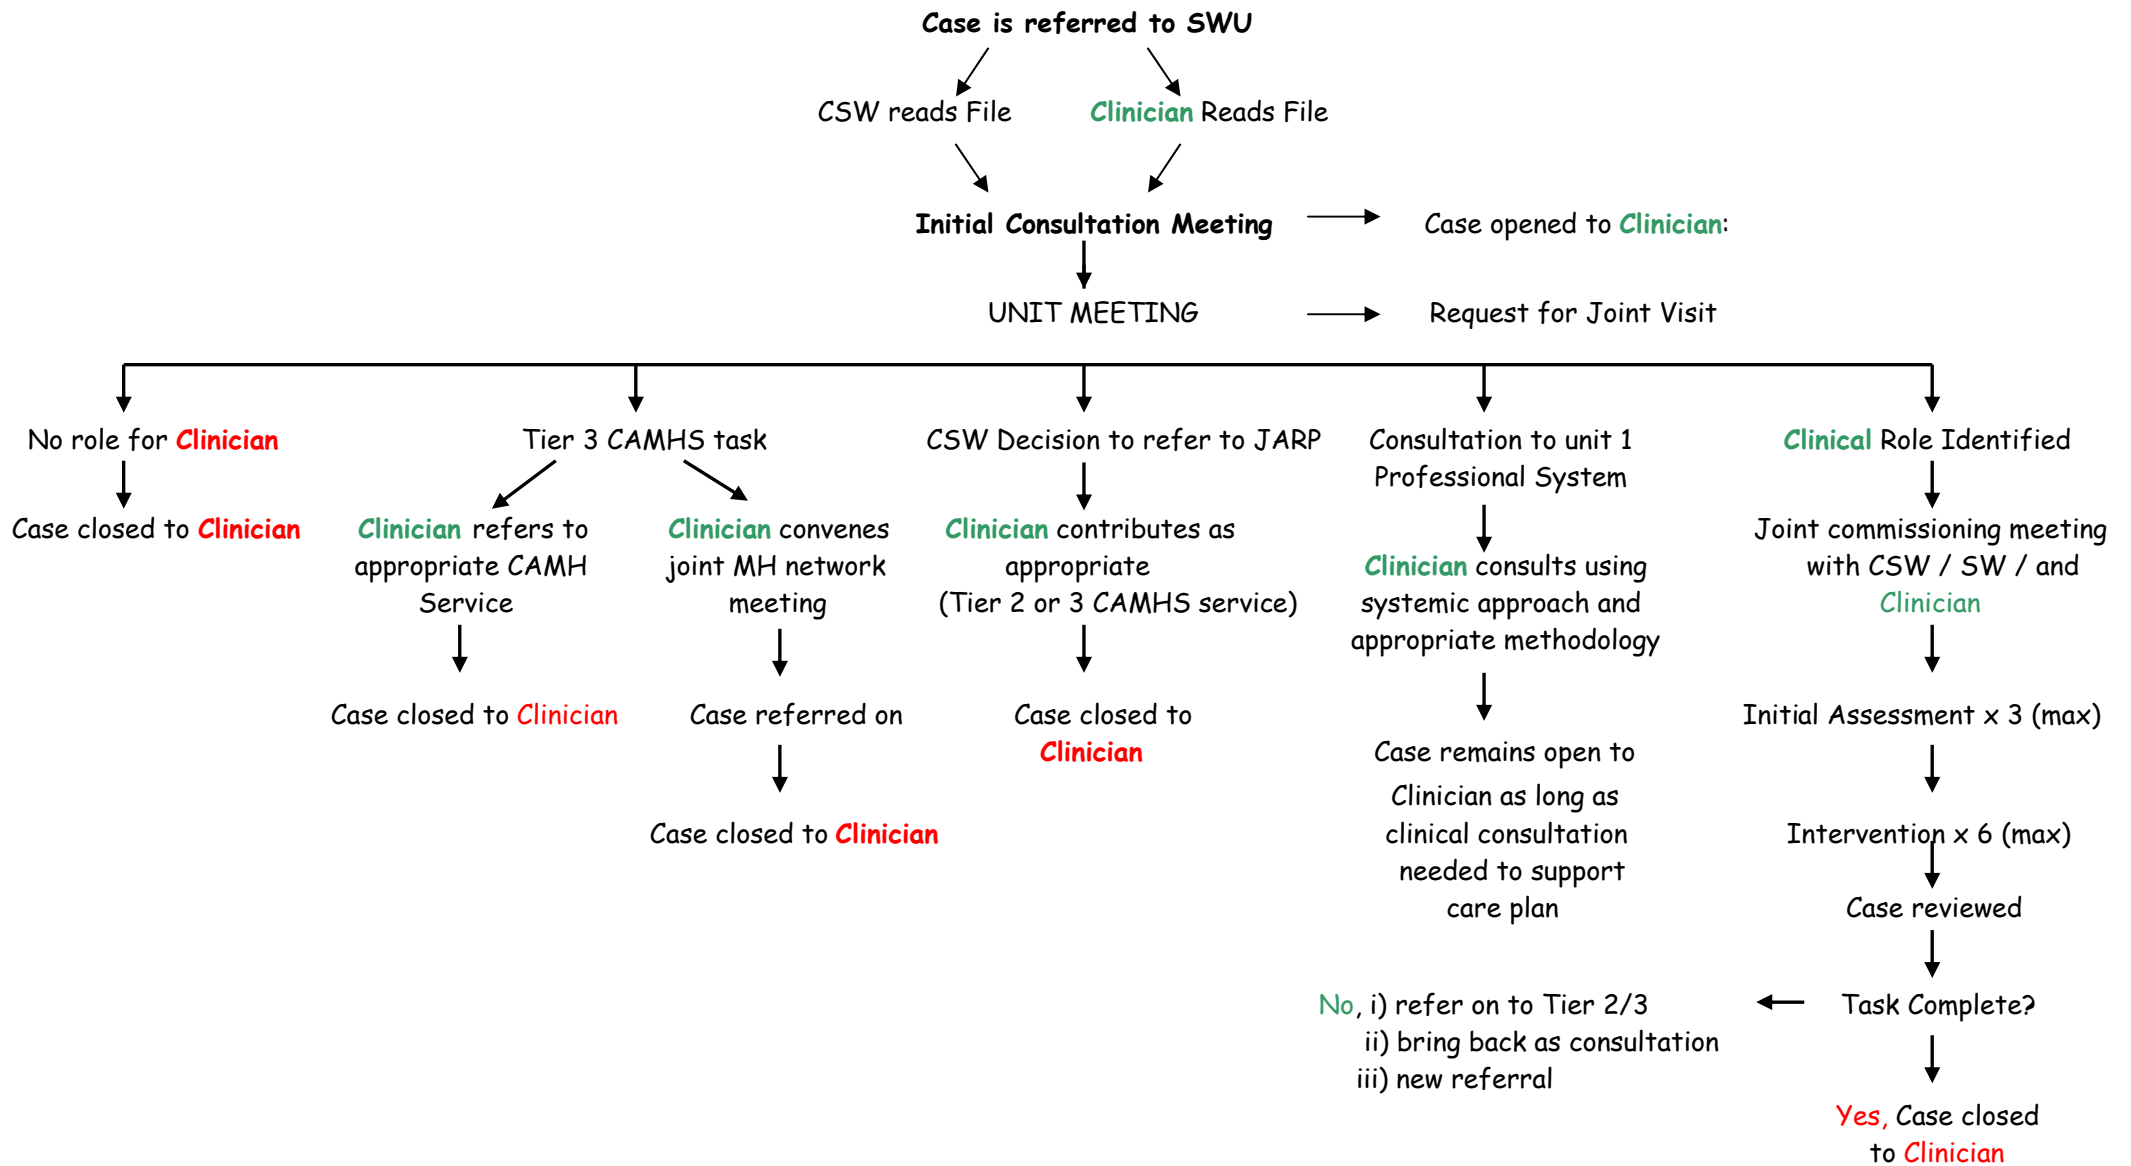 Case is referred to SWU
CSW reads File
Clinician Reads File
Initial Consultation Meeting
Case opened to Clinician:
UNIT MEETING
Request for Joint Visit
No role for Clinician
Case closed to Clinician
Tier 3 CAMHS task
Clinician refers to
appropriate CAMH
Service
Case closed to Clinician
Clinician convenes
joint MH network
meeting
Case referred on
Case closed to Clinician
CSW Decision to refer to JARP
Clinician contributes as
appropriate
(Tier 2 or 3 CAMHS service)
Case closed to
Clinician
Consultation to unit 1
Professional System
Clinician consults using
systemic approach and
appropriate methodology
Case remains open to
Clinician as long as
clinical consultation
needed to support
care plan
Clinical Role Identified
Joint commissioning meeting
with CSW / SW / and
Clinician
Initial Assessment x 3 (max)
Intervention x 6 (max)
Case reviewed
Task Complete?
No, i) refer on to Tier 2/3
ii) bring back as consultation
iii) new referral
Yes, Case closed
to Clinician